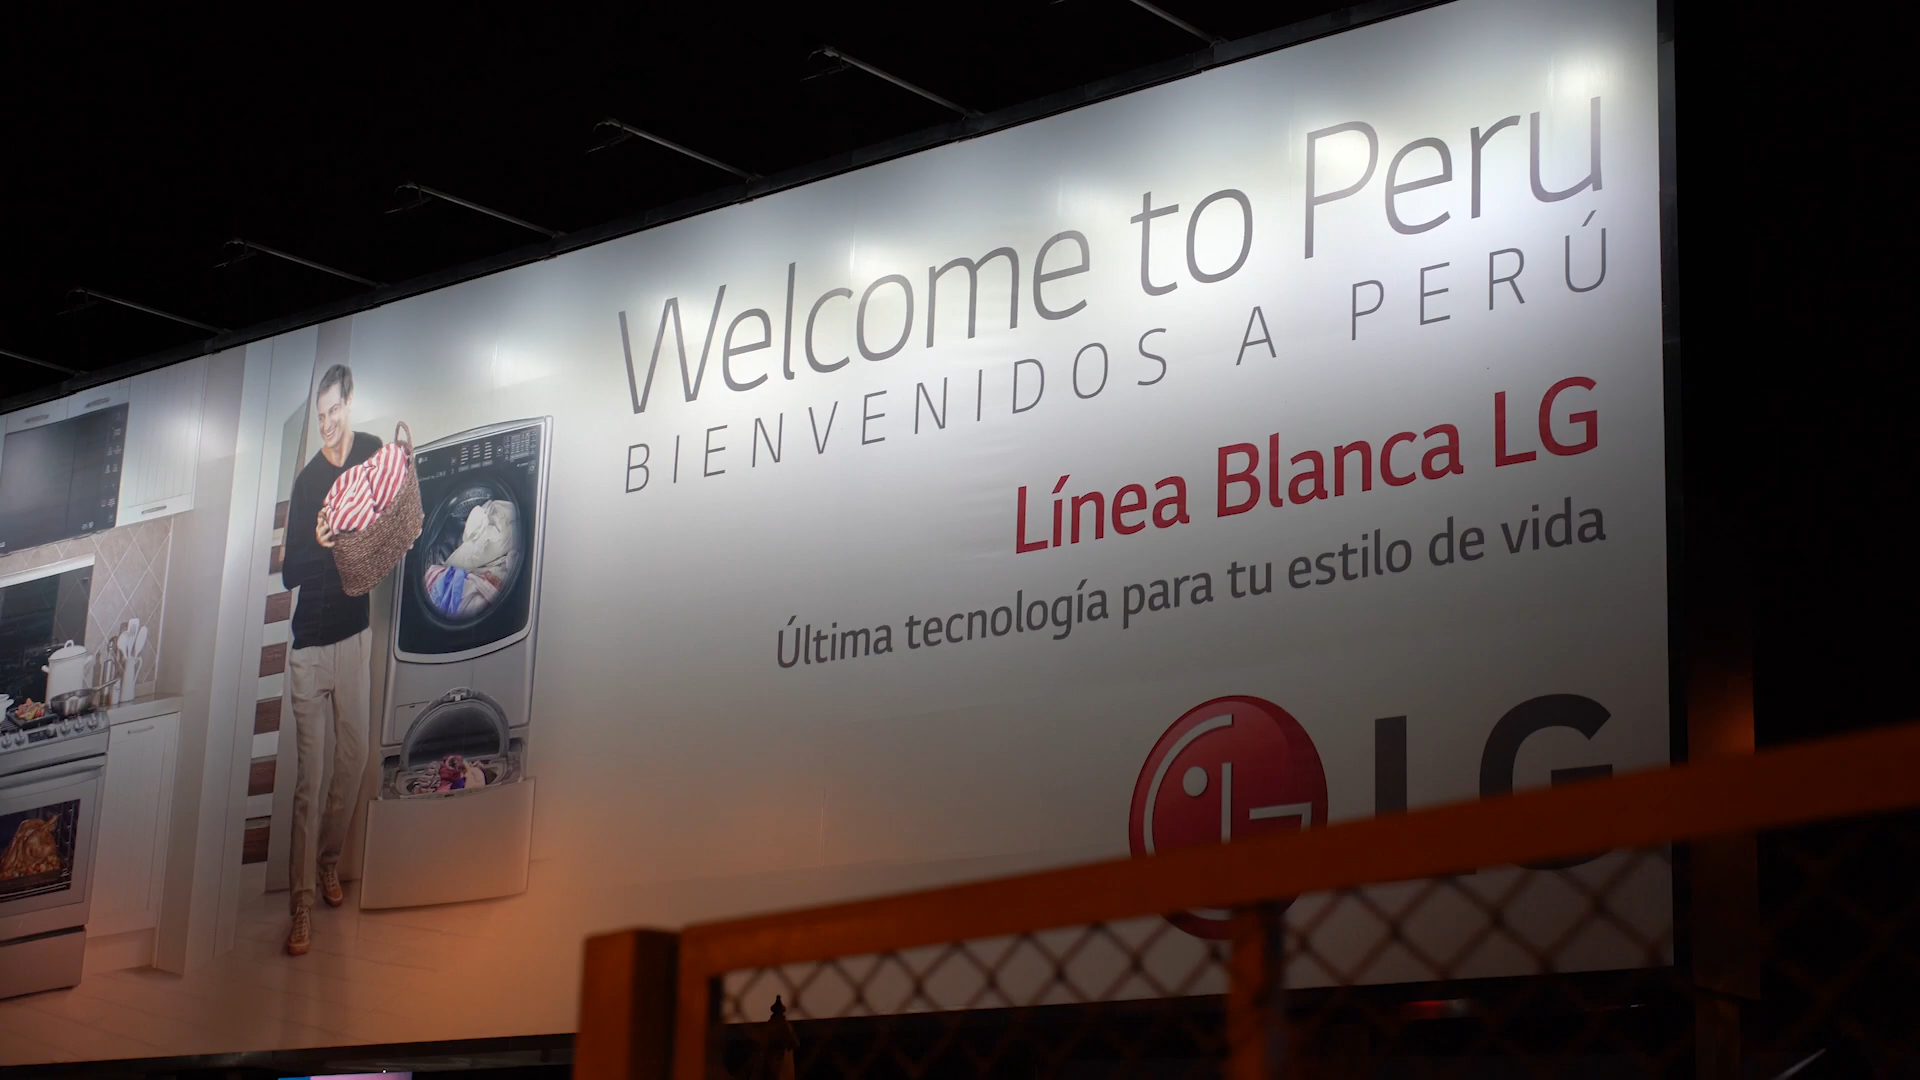 Welcome to Peru
BIENVENIDOS A PERÚ
Línea Blanca LG
Última tecnología para tu estilo de vida
LG